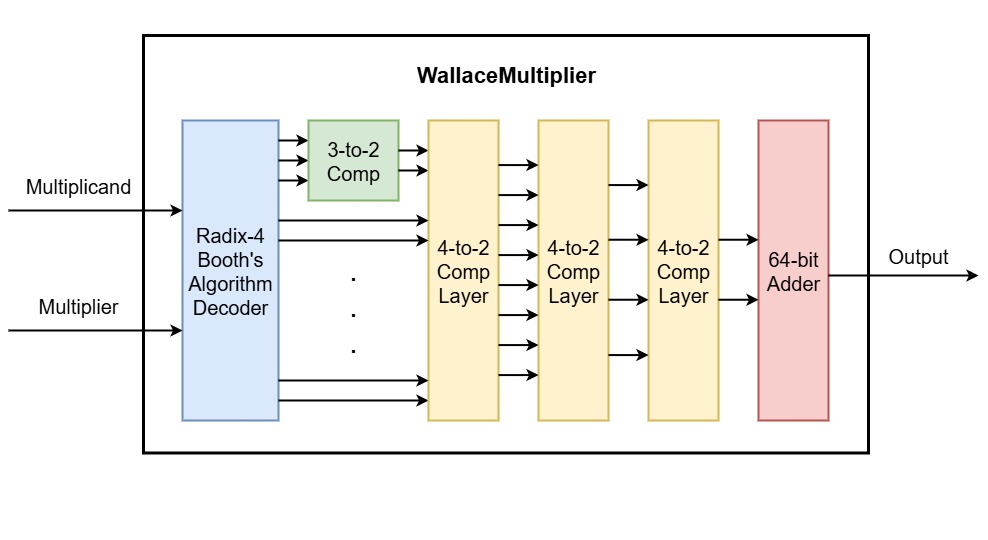 WallaceMultiplier
Multiplicand
Multiplier
Radix-4
Booth's
Algorithm
Decoder
3-to-2
Comp
.
.
.
4-to-2
Comp
Layer
4-to-2
Comp
Layer
4-to-2
Comp
Layer
64-bit
Adder
Output